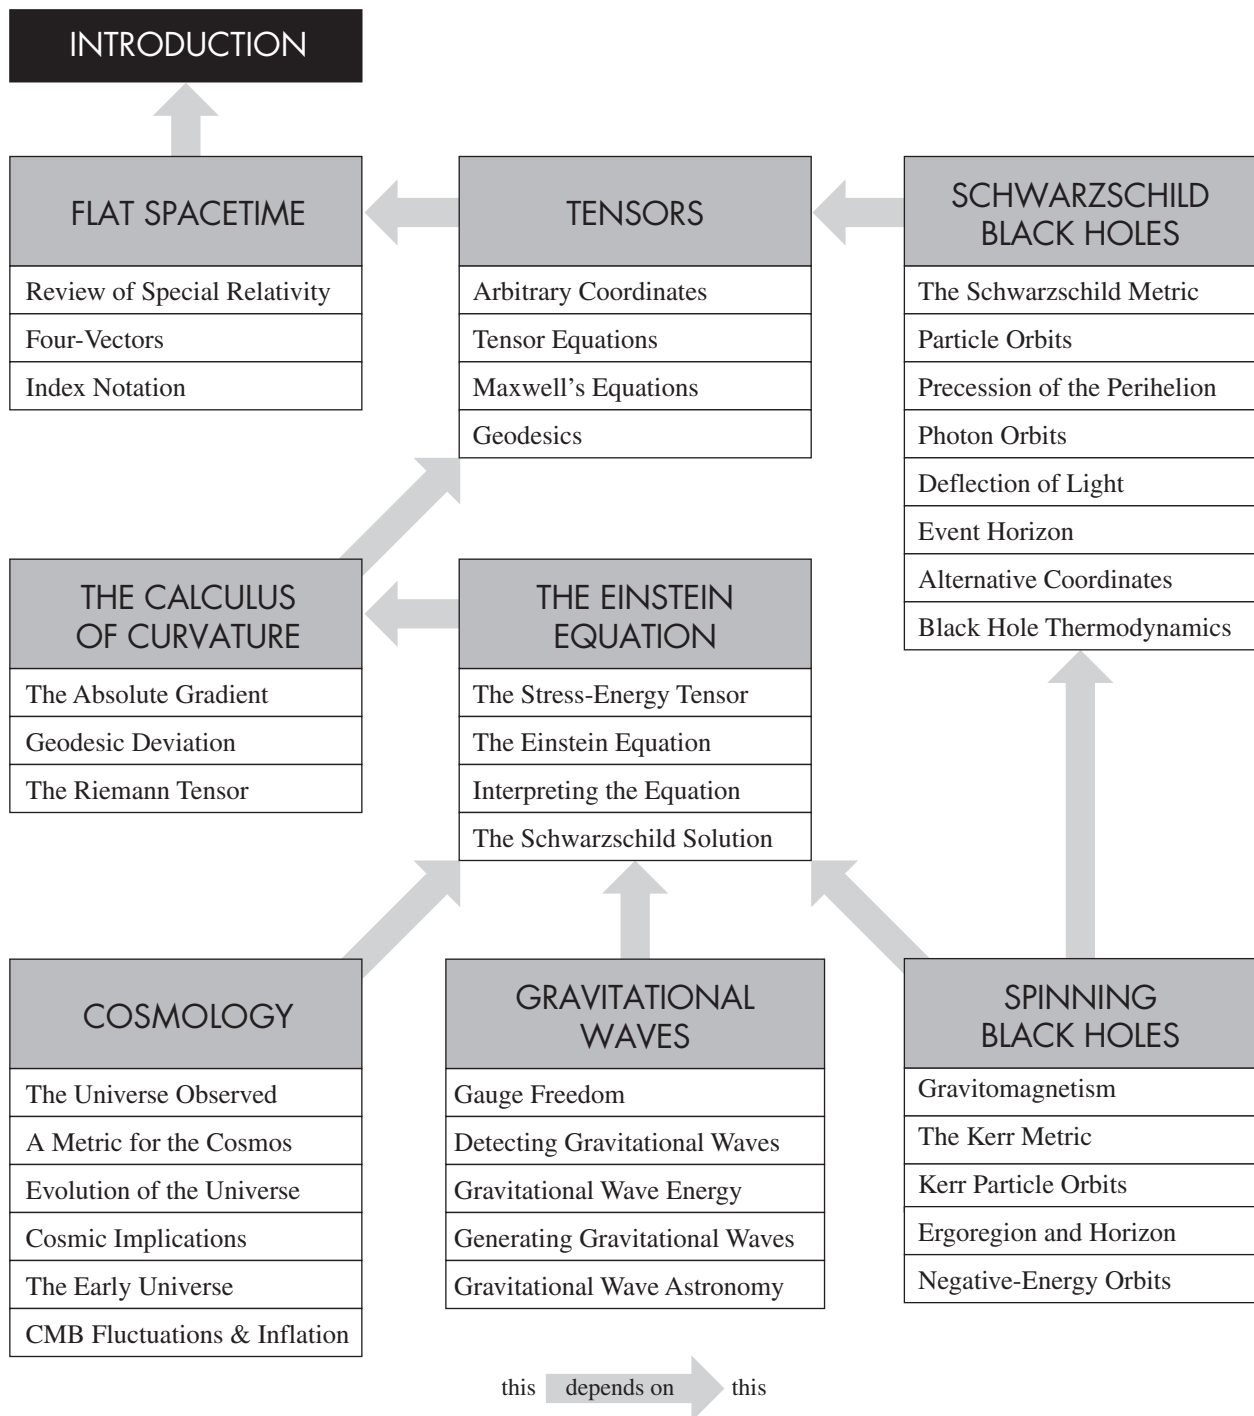 INTRODUCTION
FLAT SPACETIME
Review of Special Relativity
Four-Vectors
Index Notation
TENSORS
Arbitrary Coordinates
Tensor Equations
Maxwell’s Equations
Geodesics
SCHWARZSCHILD
BLACK HOLES
The Schwarzschild Metric
Particle Orbits
Precession of the Perihelion
Photon Orbits
Deflection of Light
Event Horizon
Alternative Coordinates
Black Hole Thermodynamics
THE CALCULUS
OF CURVATURE
The Absolute Gradient
Geodesic Deviation
The Riemann Tensor
THE EINSTEIN
EQUATION
The Stress-Energy Tensor
The Einstein Equation
Interpreting the Equation
The Schwarzschild Solution
COSMOLOGY
The Universe Observed
A Metric for the Cosmos
Evolution of the Universe
Cosmic Implications
The Early Universe
CMB Fluctuations & Inflation
GRAVITATIONAL
WAVES
Gauge Freedom
Detecting Gravitational Waves
Gravitational Wave Energy
Generating Gravitational Waves
Gravitational Wave Astronomy
SPINNING
BLACK HOLES
Gravitomagnetism
The Kerr Metric
Kerr Particle Orbits
Ergoregion and Horizon
Negative-Energy Orbits
this depends on this